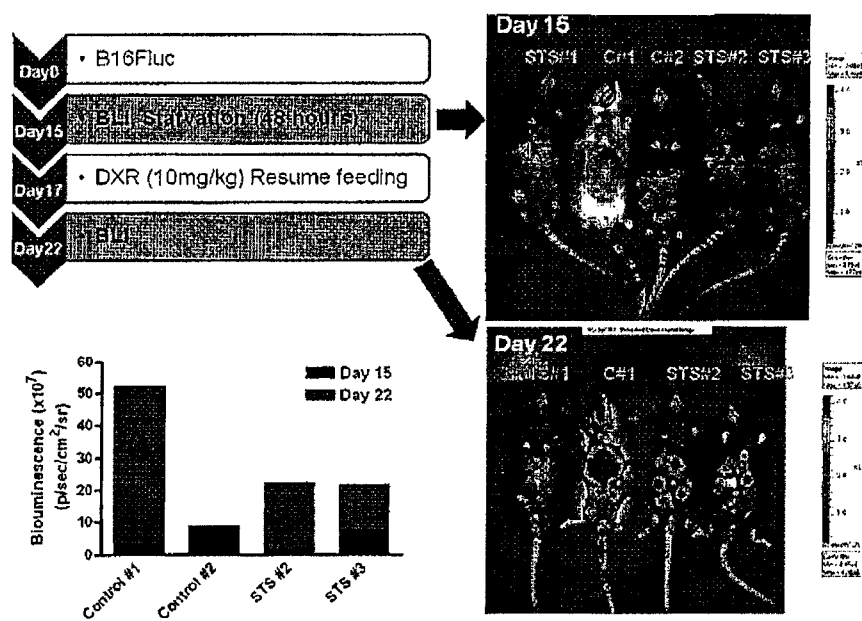 Day0
• B16Fluc
Day15
• BLI Starvation (48 hours)
Day17
• DXR (10mg/kg) Resume feeding
Day22
• BLI
Day 15
STS#1 C#1 C#2 STS#2 STS#3
Day 22
#1 C#1 STS#2 STS#3
Bioluminescence (x10⁷)
(p/sec/cm²/sr)
60
50
40
30
20
10
0
Day 15
Day 22
Control #1
Control #2
STS #2
STS #3